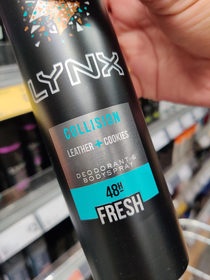 LYNX
COLLISION
LEATHER + COOKIES
DEODORANT &
BODYSPRAY
48H
FRESH